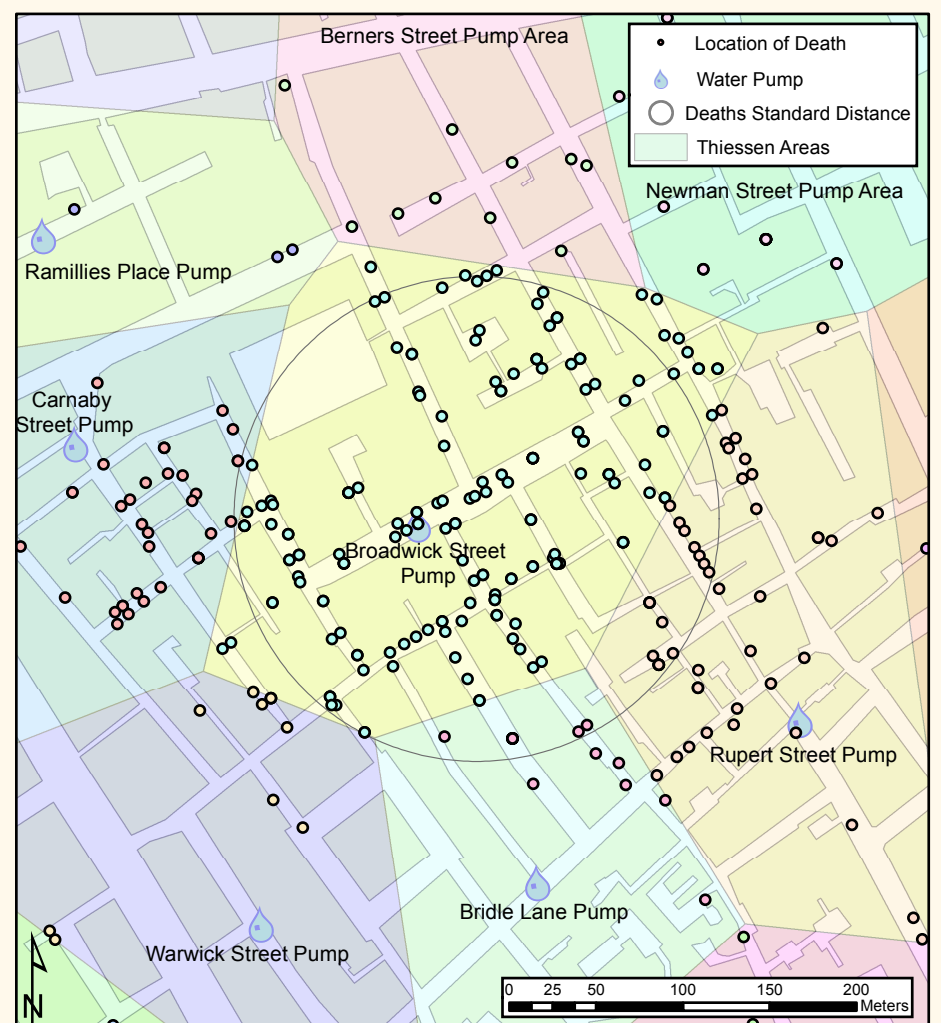 Berners Street Pump Area
Location of Death
Water Pump
Deaths Standard Distance
Thiessen Areas
Newman Street Pump Area
Ramillies Place Pump
Carnaby
Street Pump
Broadwick Street
Pump
Rupert Street Pump
Bridle Lane Pump
Warwick Street Pump
N
0 25 50 100 150 200
Meters